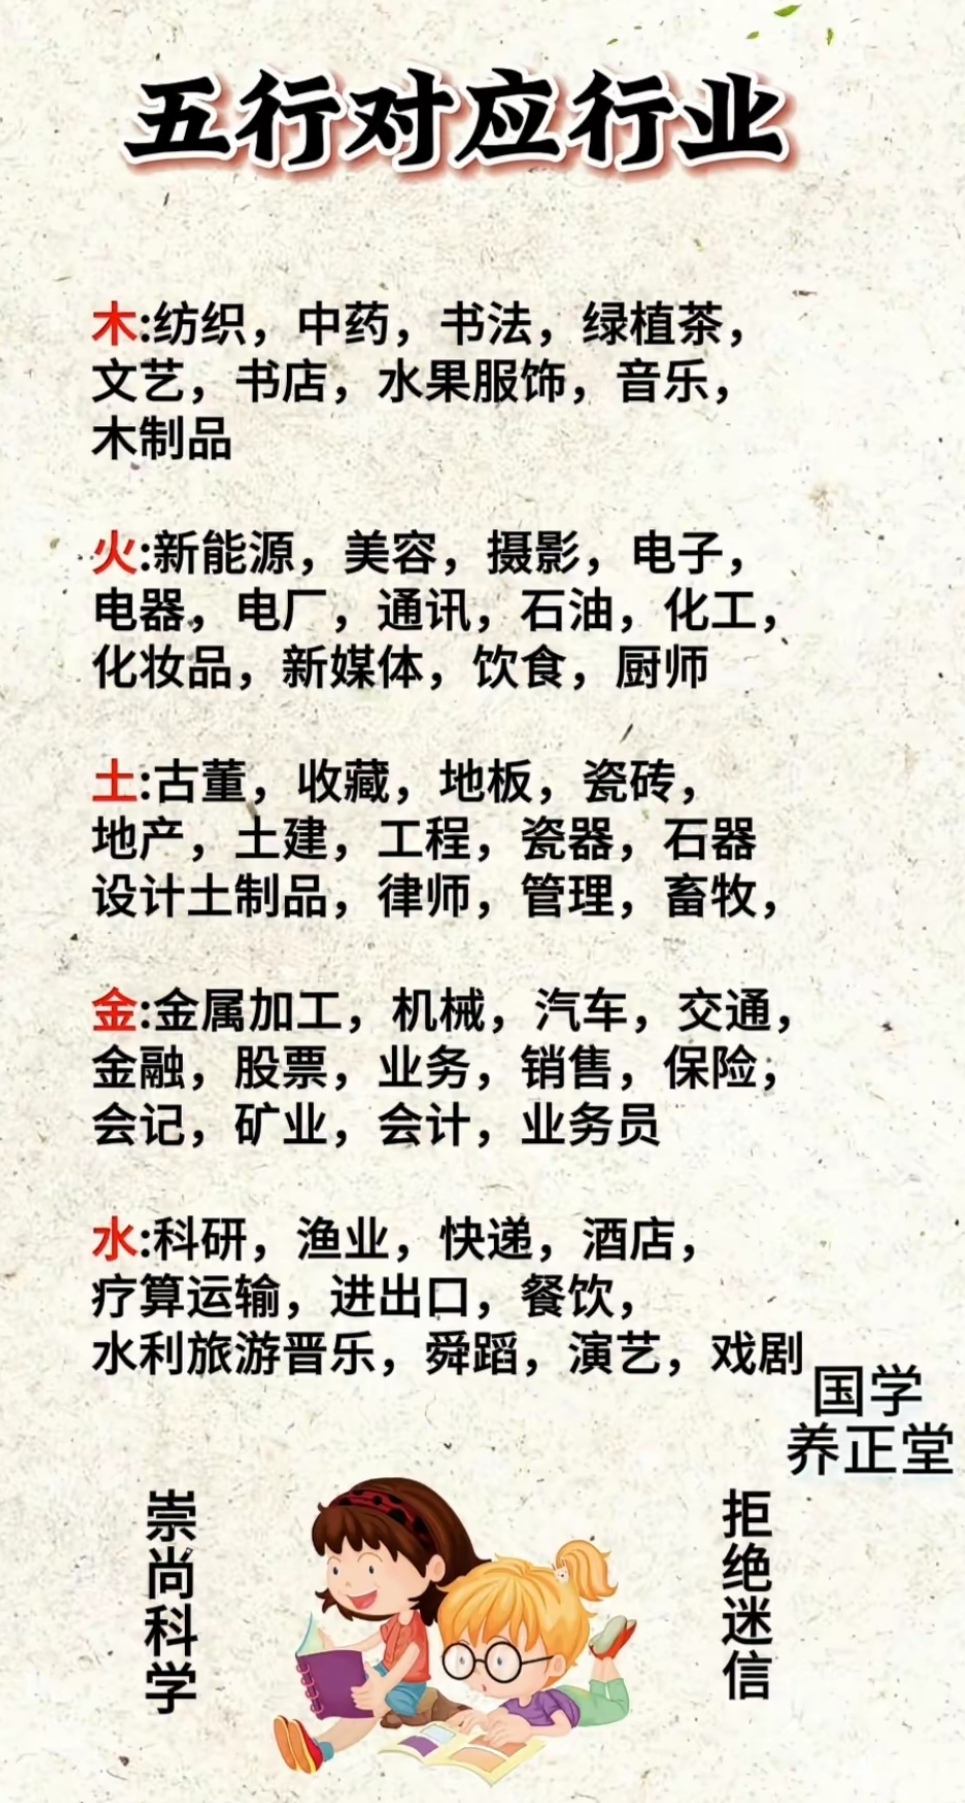 五行对应行业
木:纺织，中药，书法，绿植茶，
文艺，书店，水果服饰，音乐，
木制品
火:新能源，美容，摄影，电子，
电器，电厂，通讯，石油，化工，
化妆品，新媒体，饮食，厨师
土:古董，收藏，地板，瓷砖，
地产，土建，工程，瓷器，石器
设计土制品，律师，管理，畜牧，
金:金属加工，机械，汽车，交通，
金融，股票，业务，销售，保险，
会记，矿业，会计，业务员
水:科研，渔业，快递，酒店，
疗算运输，进出口，餐饮，
水利旅游晋乐，舜蹈，演艺，戏剧
国学
养正堂
崇尚科学
拒绝迷信